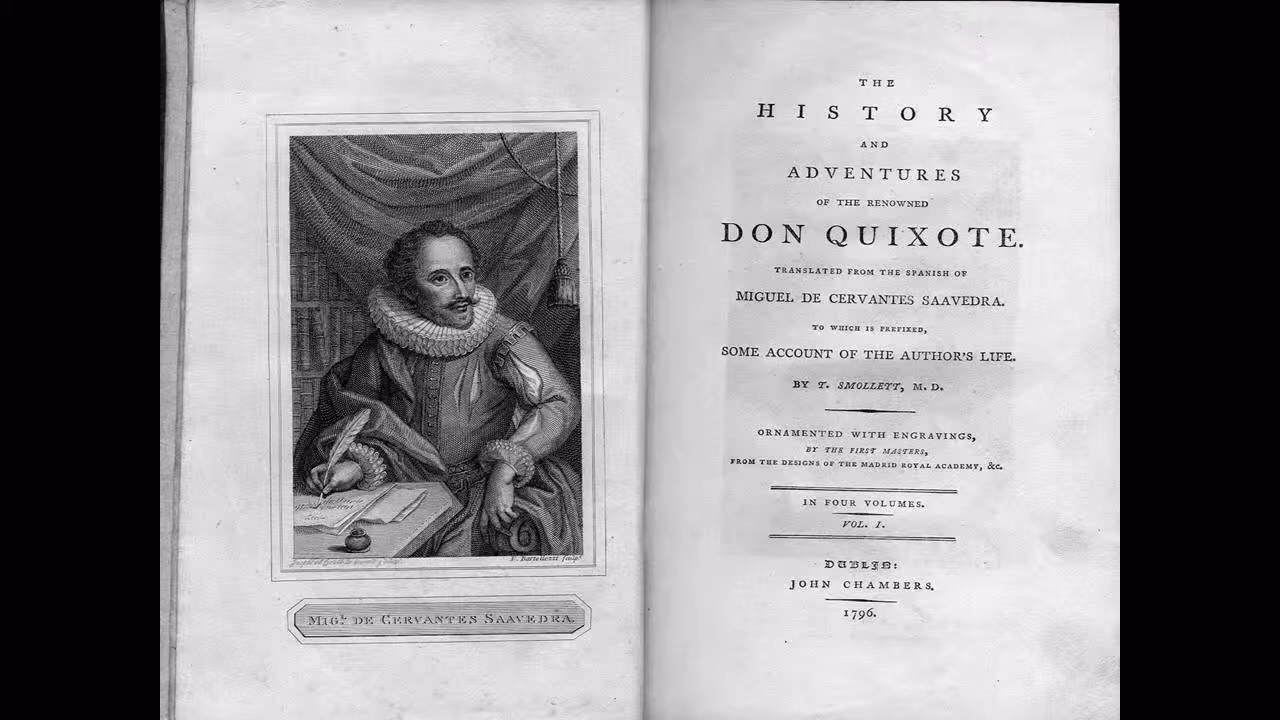 F. Bartollozzi sculpᵗ
MIGˡ. DE CERVANTES SAAVEDRA.
THE
HISTORY
AND
ADVENTURES
OF THE RENOWNED
DON QUIXOTE.
TRANSLATED FROM THE SPANISH OF
MIGUEL DE CERVANTES SAAVEDRA.
TO WHICH IS PREFIXED,
SOME ACCOUNT OF THE AUTHOR'S LIFE.
BY T. SMOLLETT, M. D.
ORNAMENTED WITH ENGRAVINGS,
BY THE FIRST MASTERS,
FROM THE DESIGNS OF THE MADRID ROYAL ACADEMY, &c.
IN FOUR VOLUMES.
VOL. I.
DUBLIN:
JOHN CHAMBERS.
1796.